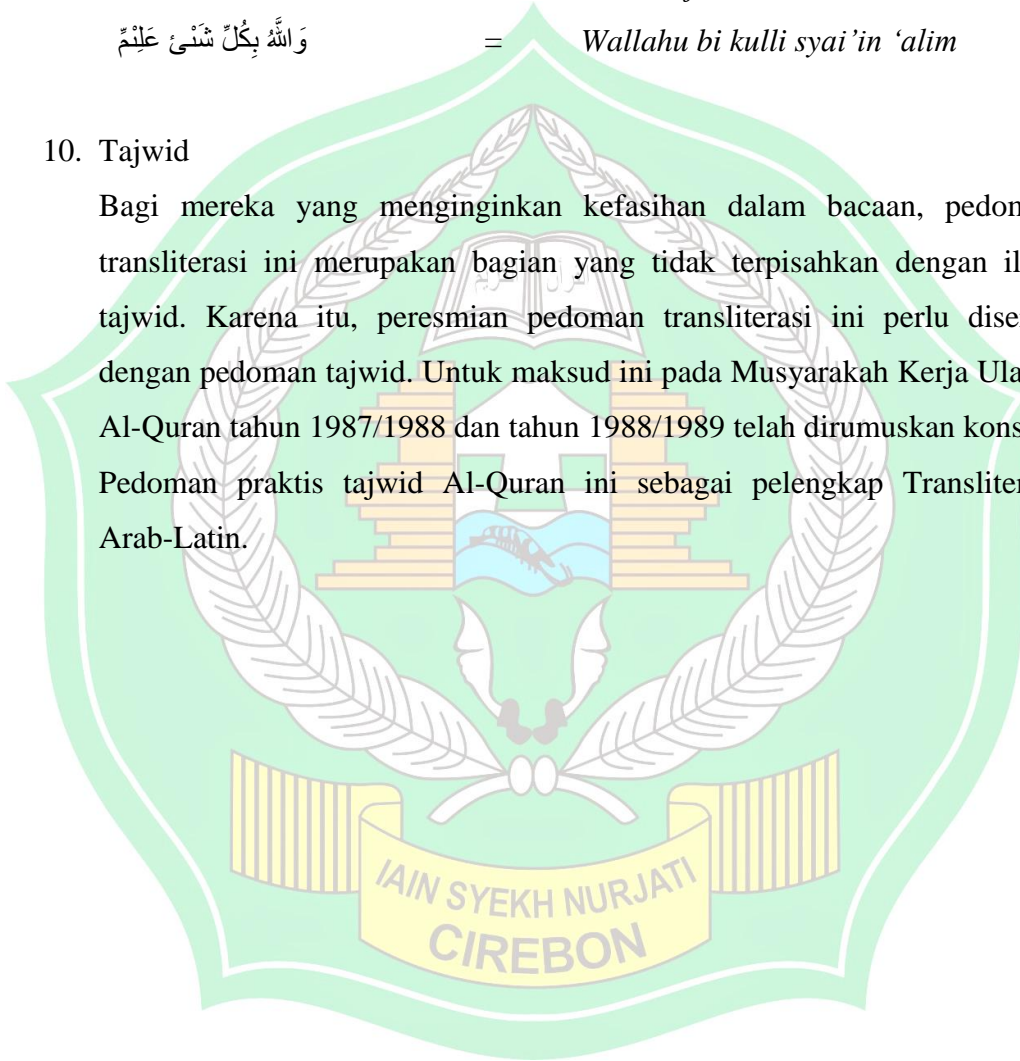 وَاللَّهُ بِكُلِّ شَئْئ عَلِئْمٌ = Wallahu bi kulli syai’in ‘alim
10. Tajwid
Bagi mereka yang menginginkan kefasihan dalam bacaan, pedom
transliterasi ini merupakan bagian yang tidak terpisahkan dengan il
tajwid. Karena itu, peresmian pedoman transliterasi ini perlu dise
dengan pedoman tajwid. Untuk maksud ini pada Musyarakah Kerja Ula
Al-Quran tahun 1987/1988 dan tahun 1988/1989 telah dirumuskan kons
Pedoman praktis tajwid Al-Quran ini sebagai pelengkap Transliter
Arab-Latin.
IAIN SYEKH NURJATI
CIREBON